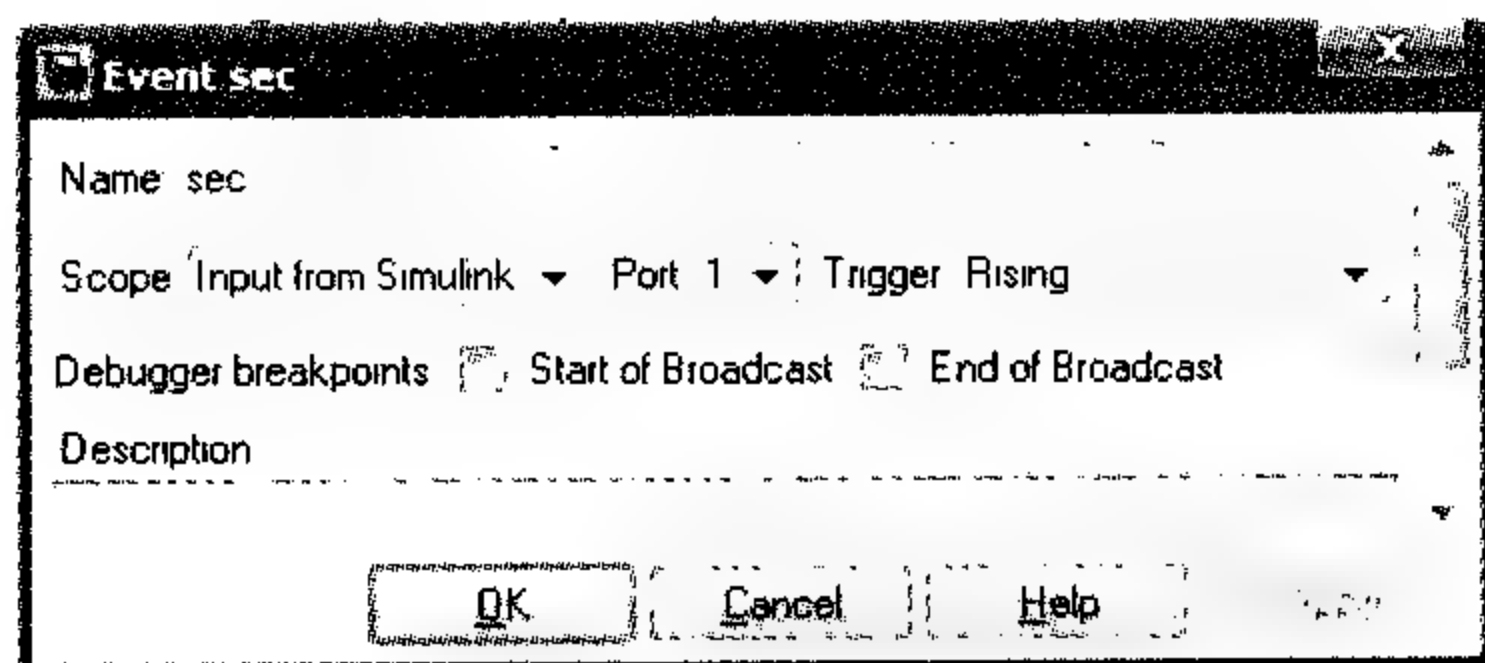 Event sec
Name sec
Scope Input from Simulink Port 1 Trigger Rising
Debugger breakpoints Start of Broadcast End of Broadcast
Description
OK Cancel Help